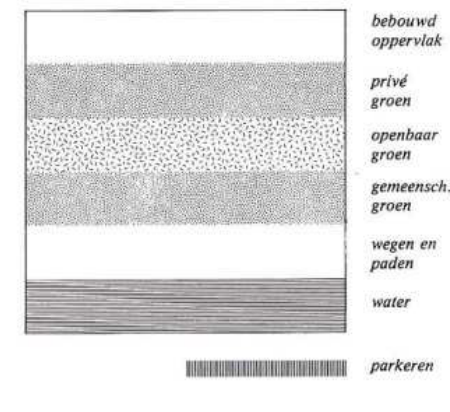 bebouwd
oppervlak
privé
groen
openbaar
groen
gemeensch.
groen
wegen en
paden
water
parkeren